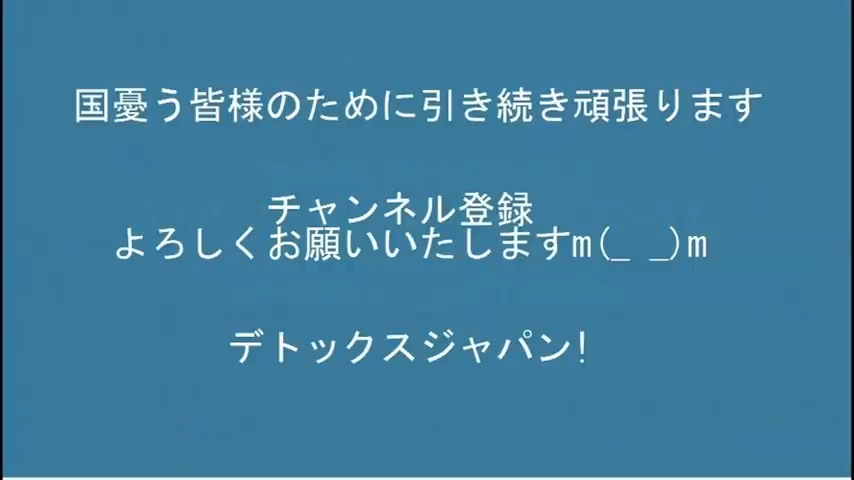 国憂う皆様のために引き続き頑張ります
チャンネル登録
よろしくお願いいたしますm(_ _)m
デトックスジャパン!